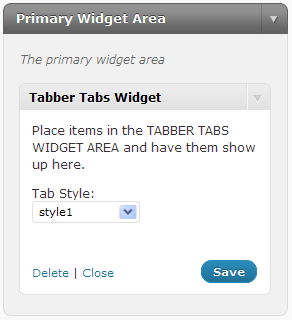 Primary Widget Area
The primary widget area
Tabber Tabs Widget
Place items in the TABBER TABS
WIDGET AREA and have them show
up here.
Tab Style:
style1
Delete | Close
Save